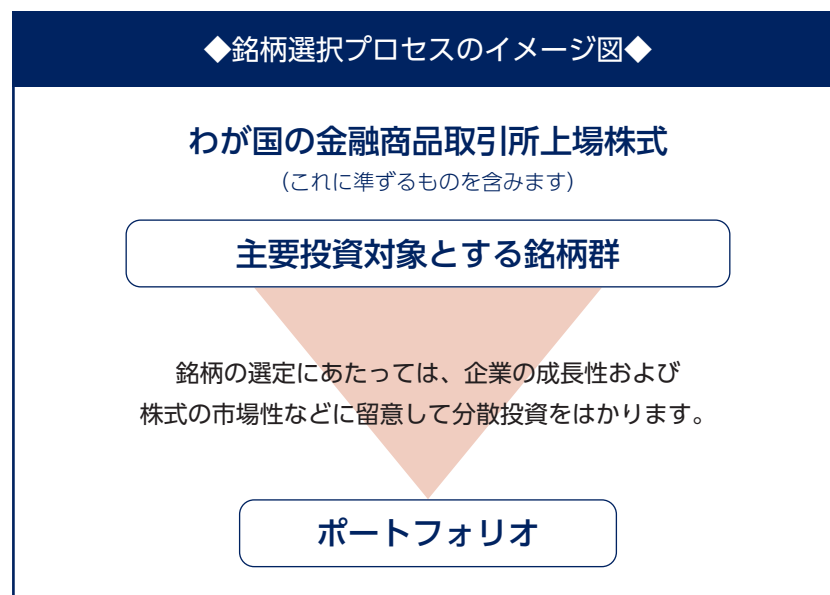 ◆銘柄選択プロセスのイメージ図◆
わが国の金融商品取引所上場株式
(これに準ずるものを含みます)
主要投資対象とする銘柄群
銘柄の選定にあたっては、企業の成長性および
株式の市場性などに留意して分散投資をはかります。
ポートフォリオ